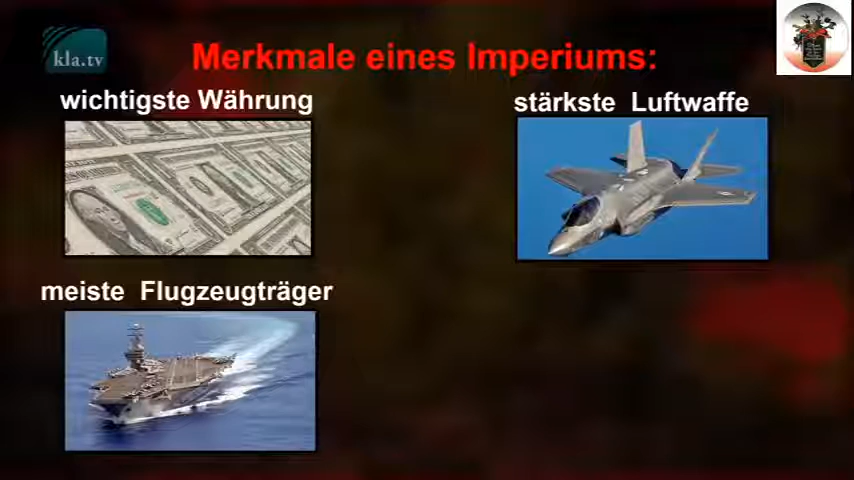 kla.tv
Merkmale eines Imperiums:
wichtigste Währung
stärkste Luftwaffe
meiste Flugzeugträger